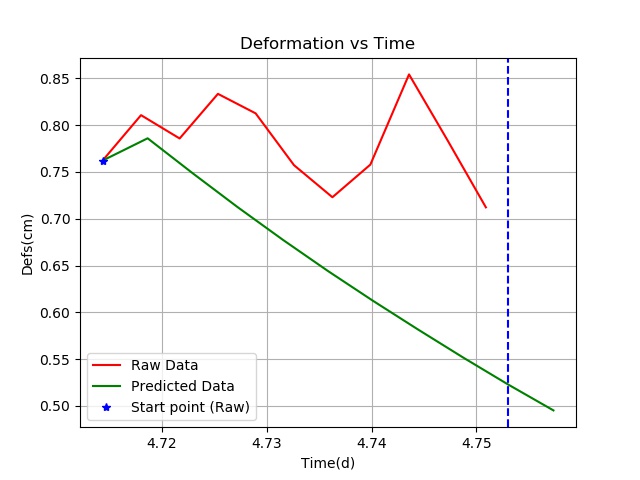 Deformation vs Time
Defs(cm)
0.85
0.80
0.75
0.70
0.65
0.60
0.55
0.50
Raw Data
Predicted Data
Start point (Raw)
4.72 4.73 4.74 4.75
Time(d)